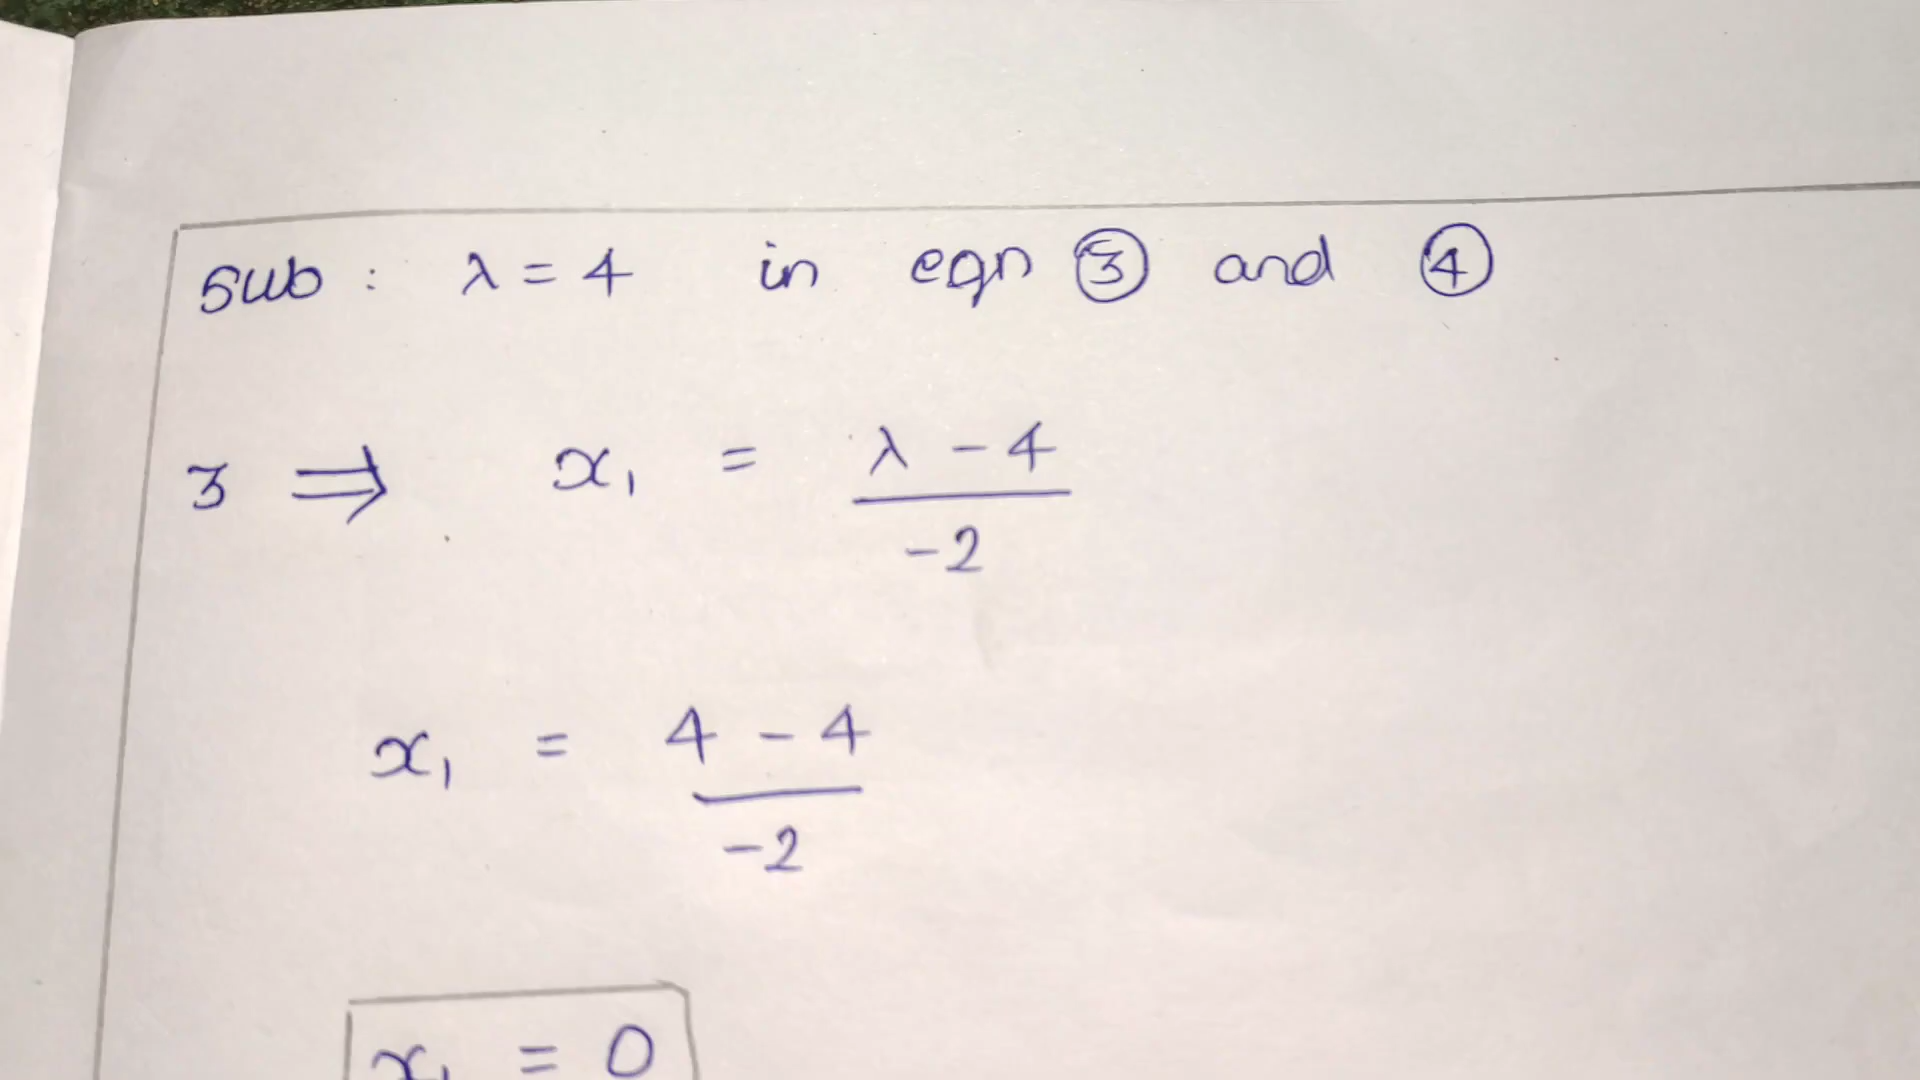 Sub : λ = 4 in eqn ③ and ④
3 ⟹ x₁ = λ - 4
-2
x₁ = 4 - 4
-2
x₁ = 0